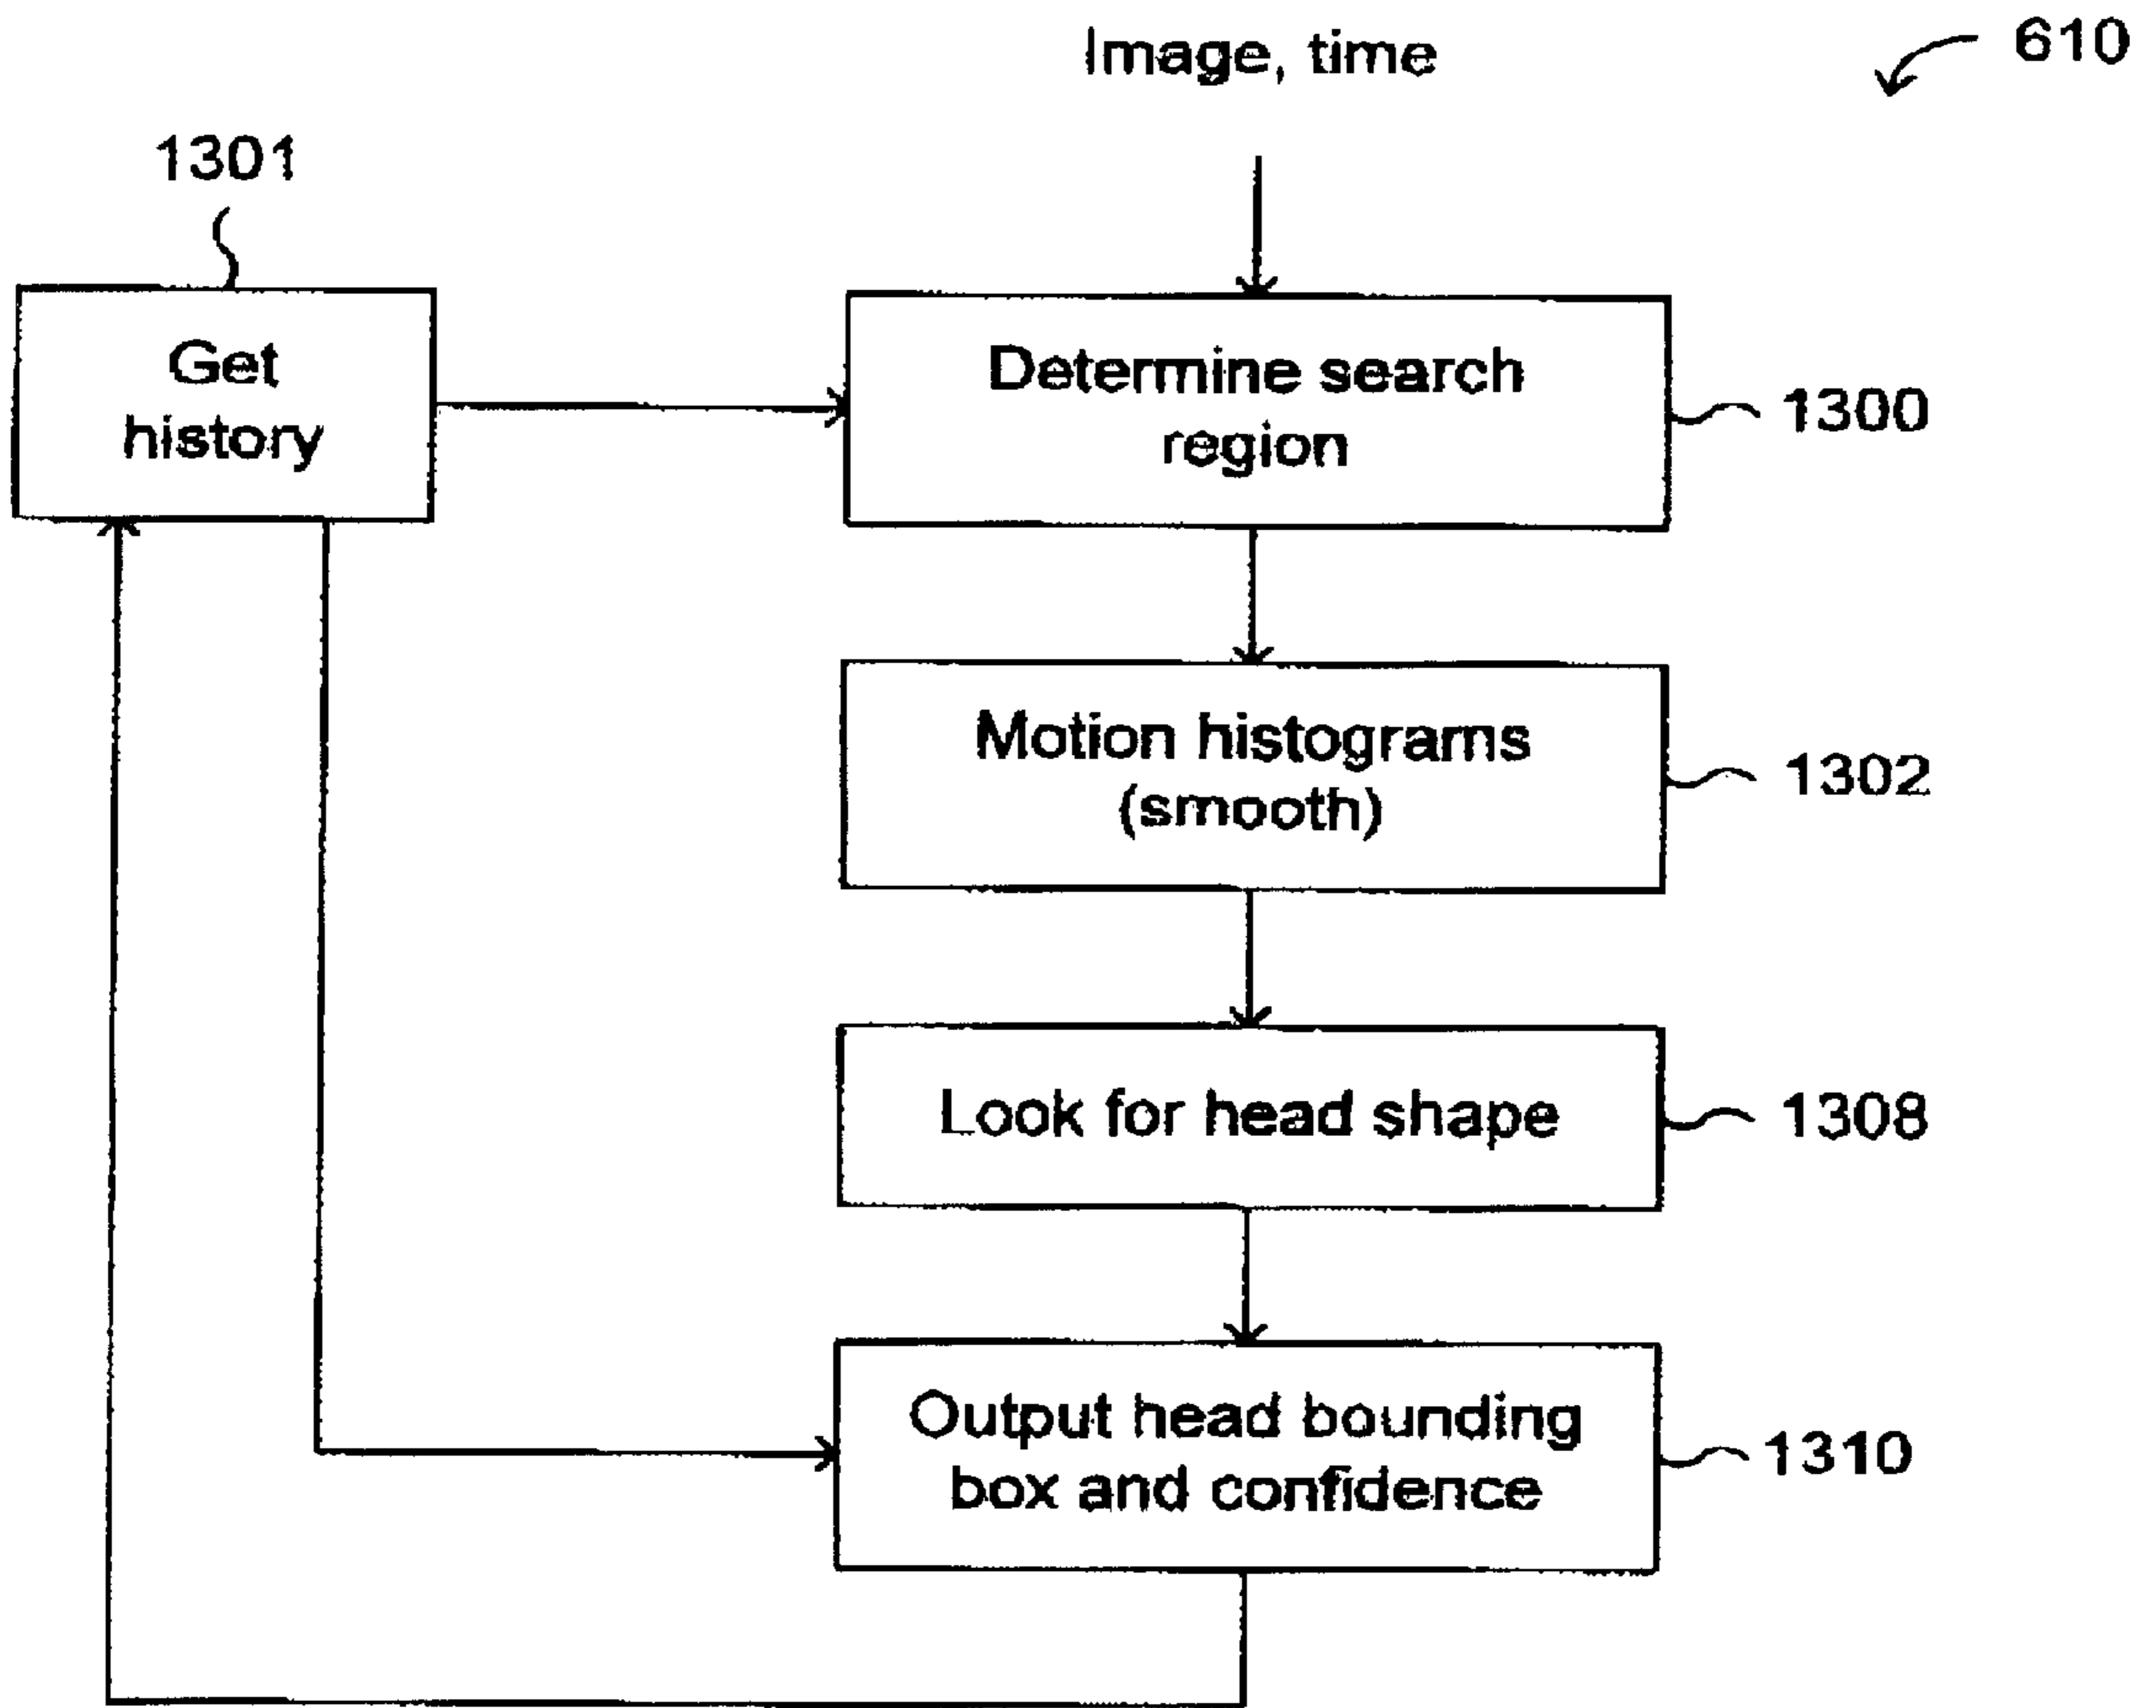 Image, time
610
1301
Get
history
Determine search
region
1300
Motion histograms
(smooth)
1302
Look for head shape
1308
Output head bounding
box and confidence
1310